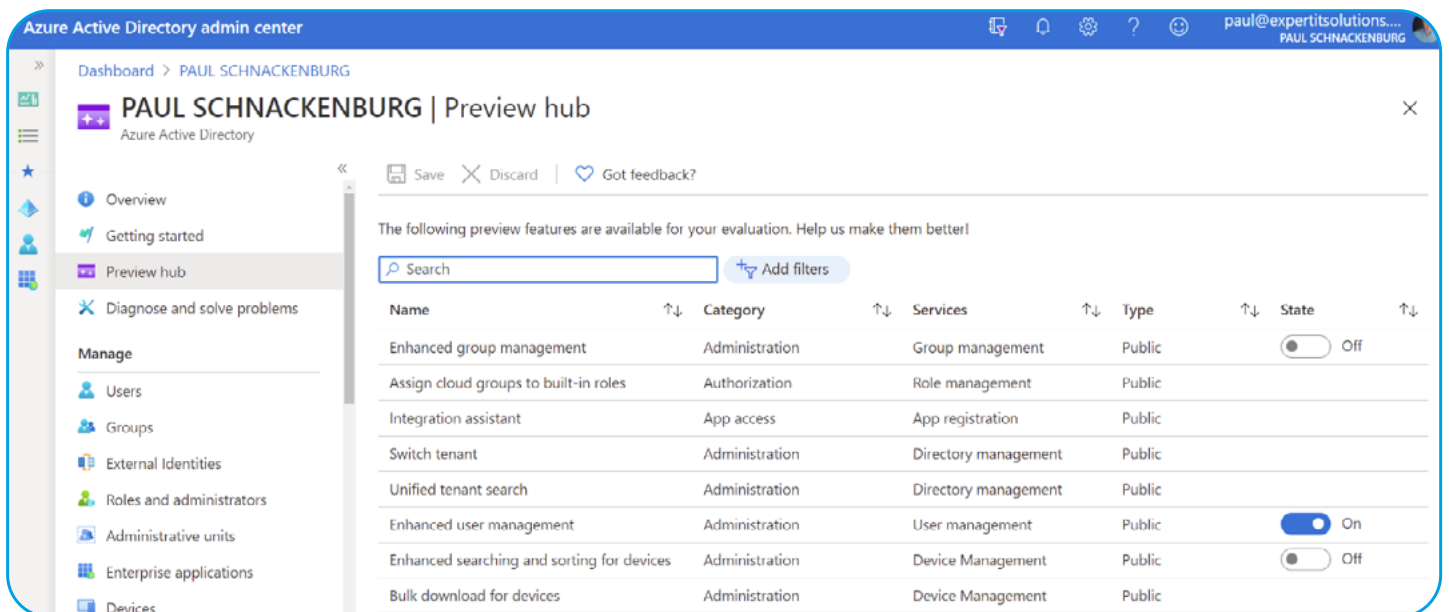 Azure Active Directory admin center
paul@expertitsolutions....
PAUL SCHNACKENBURG
Dashboard > PAUL SCHNACKENBURG
PAUL SCHNACKENBURG | Preview hub
Azure Active Directory
Overview
Getting started
Preview hub
Diagnose and solve problems
Manage
Users
Groups
External Identities
Roles and administrators
Administrative units
Enterprise applications
Devices
Save Discard Got feedback?
The following preview features are available for your evaluation. Help us make them better!
Search Add filters
Name Category Services Type State
Enhanced group management Administration Group management Public Off
Assign cloud groups to built-in roles Authorization Role management Public
Integration assistant App access App registration Public
Switch tenant Administration Directory management Public
Unified tenant search Administration Directory management Public
Enhanced user management Administration User management Public On
Enhanced searching and sorting for devices Administration Device Management Public Off
Bulk download for devices Administration Device Management Public